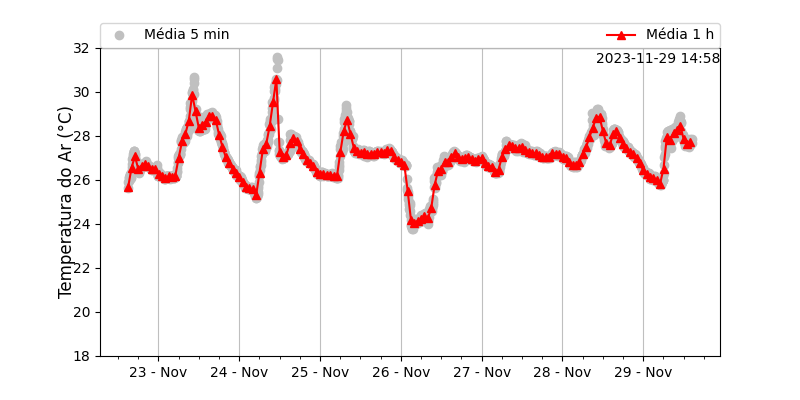 Média 5 min
Média 1 h
2023-11-29 14:58
Temperatura do Ar (°C)
32
30
28
26
24
22
20
18
23 - Nov
24 - Nov
25 - Nov
26 - Nov
27 - Nov
28 - Nov
29 - Nov